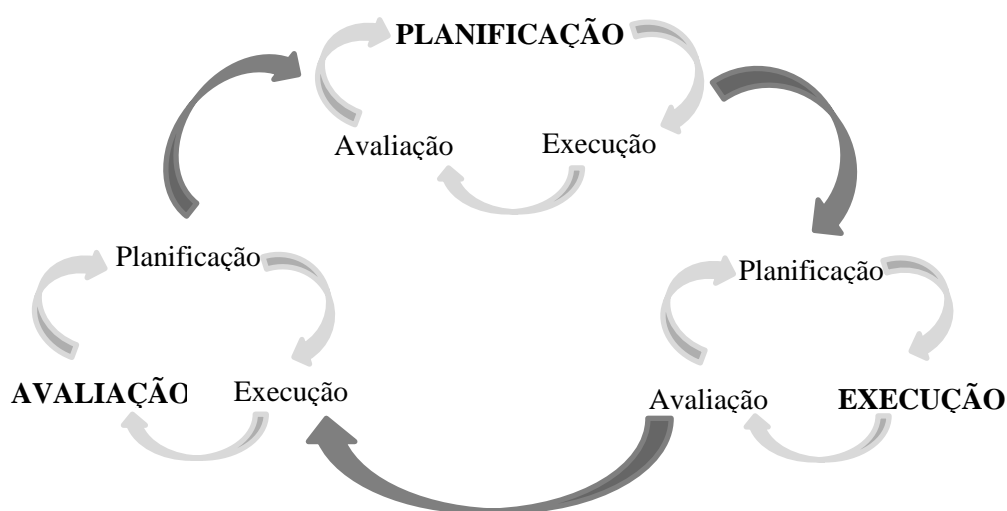 PLANIFICAÇÃO
Avaliação Execução
Planificação
Planificação
AVALIAÇÃO Execução
Avaliação EXECUÇÃO